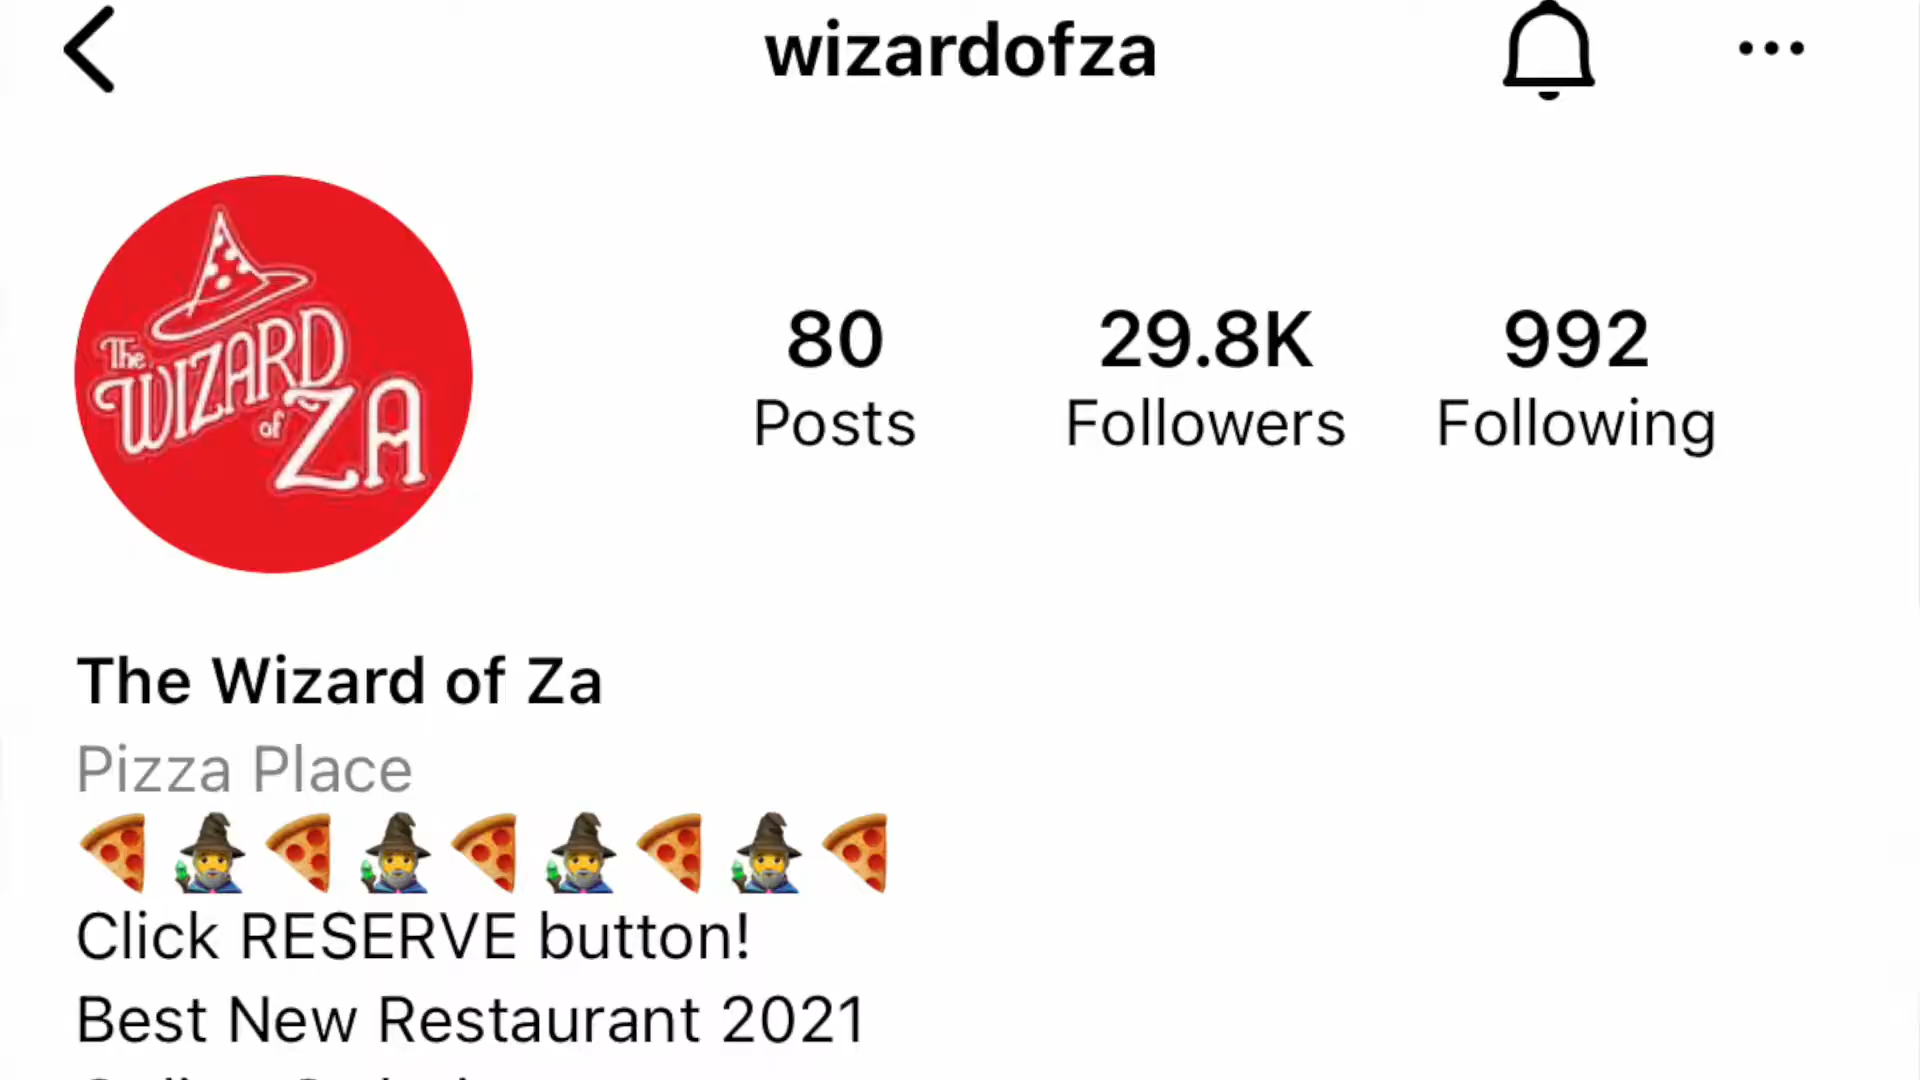 wizardofza
The
WIZARD
of ZA
80
29.8K
992
Posts
Followers
Following
The Wizard of Za
Pizza Place
🍕🧙‍♂️🍕🧙‍♂️🍕🧙‍♂️🍕🧙‍♂️🍕
Click RESERVE button!
Best New Restaurant 2021